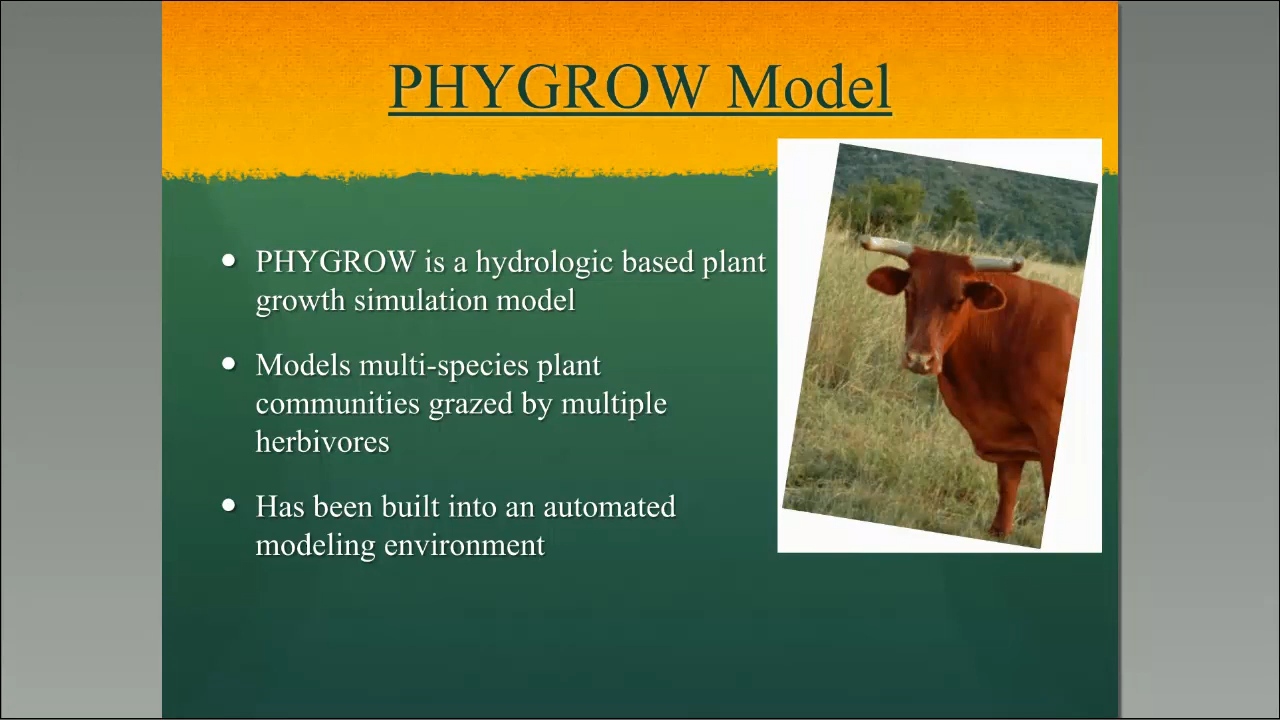 PHYGROW Model
PHYGROW is a hydrologic based plant
growth simulation model
Models multi-species plant
communities grazed by multiple
herbivores
Has been built into an automated
modeling environment